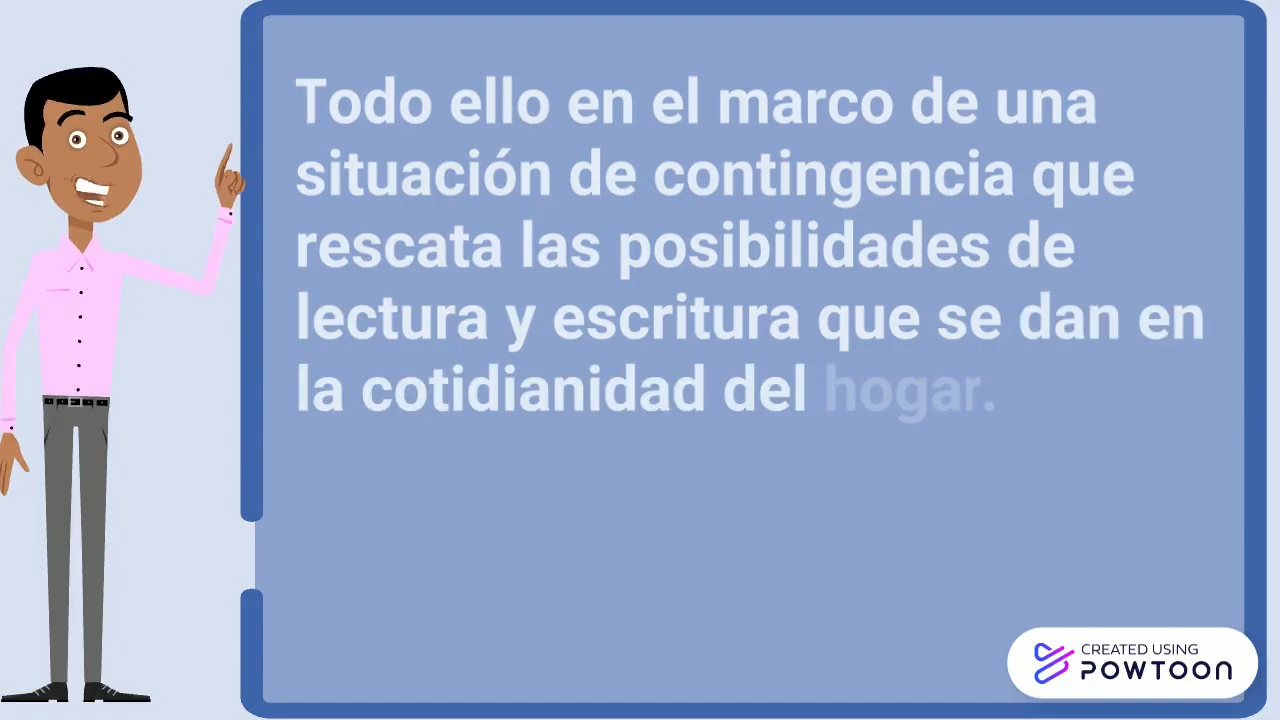 Todo ello en el marco de una
situación de contingencia que
rescata las posibilidades de
lectura y escritura que se dan en
la cotidianidad del hogar.
CREATED USING
POWTOON